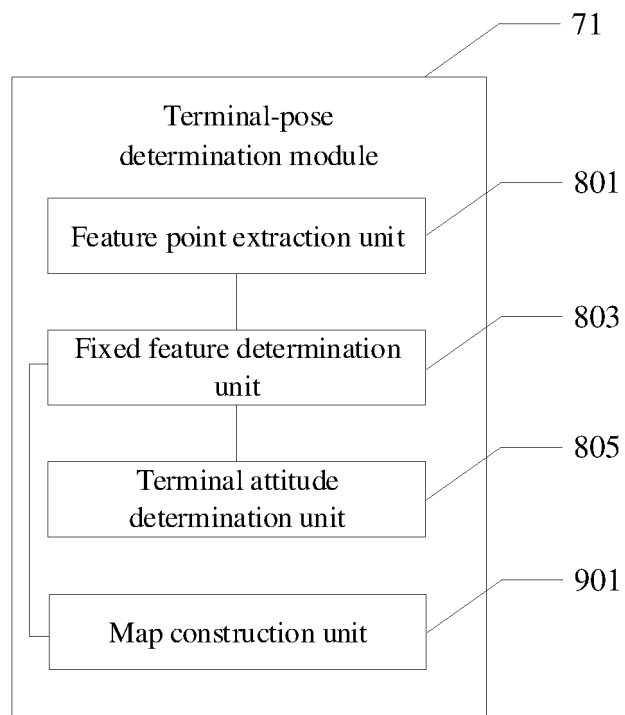 71
Terminal-pose
determination module
801
Feature point extraction unit
803
Fixed feature determination
unit
805
Terminal attitude
determination unit
901
Map construction unit